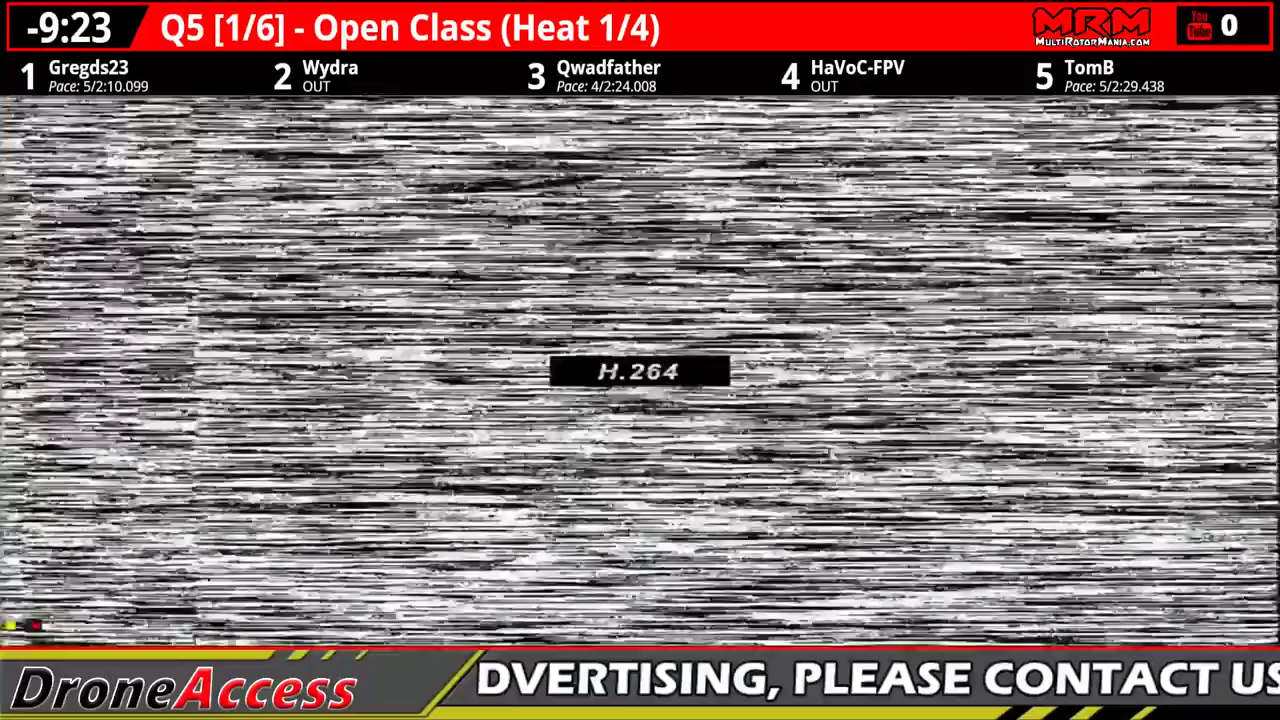 -9:23 Q5 [1/6] - Open Class (Heat 1/4) MRM MULTIROTORMANIA.COM You Tube 0
1 Gregds23 Pace: 5/2:10.099
2 Wydra OUT
3 Qwadfather Pace: 4/2:24.008
4 HaVoC-FPV OUT
5 TomB Pace: 5/2:29.438
H.264
DroneAccess DVERTISING, PLEASE CONTACT US